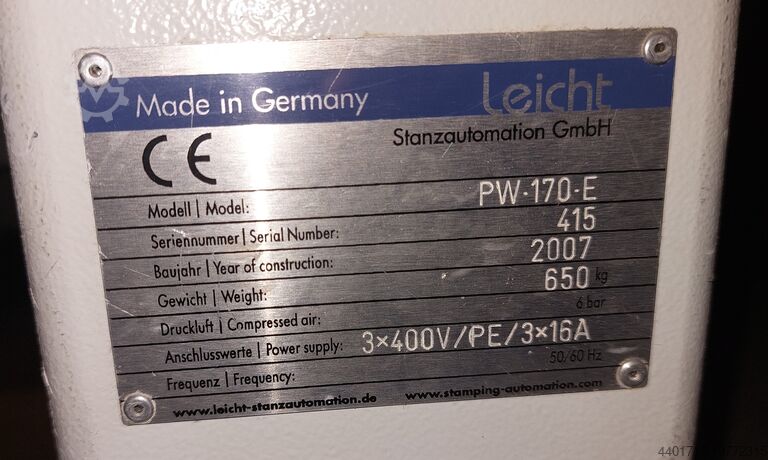 Made in Germany
Leicht
Stanzautomation GmbH
CE
Modell | Model: PW-170-E
Seriennummer | Serial Number: 415
Baujahr | Year of construction: 2007
Gewicht | Weight: 650 kg
Druckluft | Compressed air: 6 bar
Anschlusswerte | Power supply: 3×400V/PE/3×16A
Frequenz | Frequency: 50/60 Hz
www.leicht-stanzautomation.de
www.stamping-automation.com